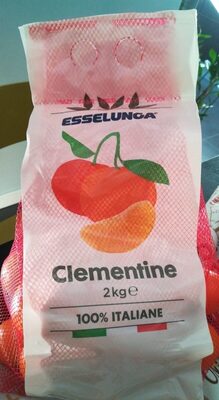 ESSELUNGA
Clementine
2kg℮
100% ITALIANE